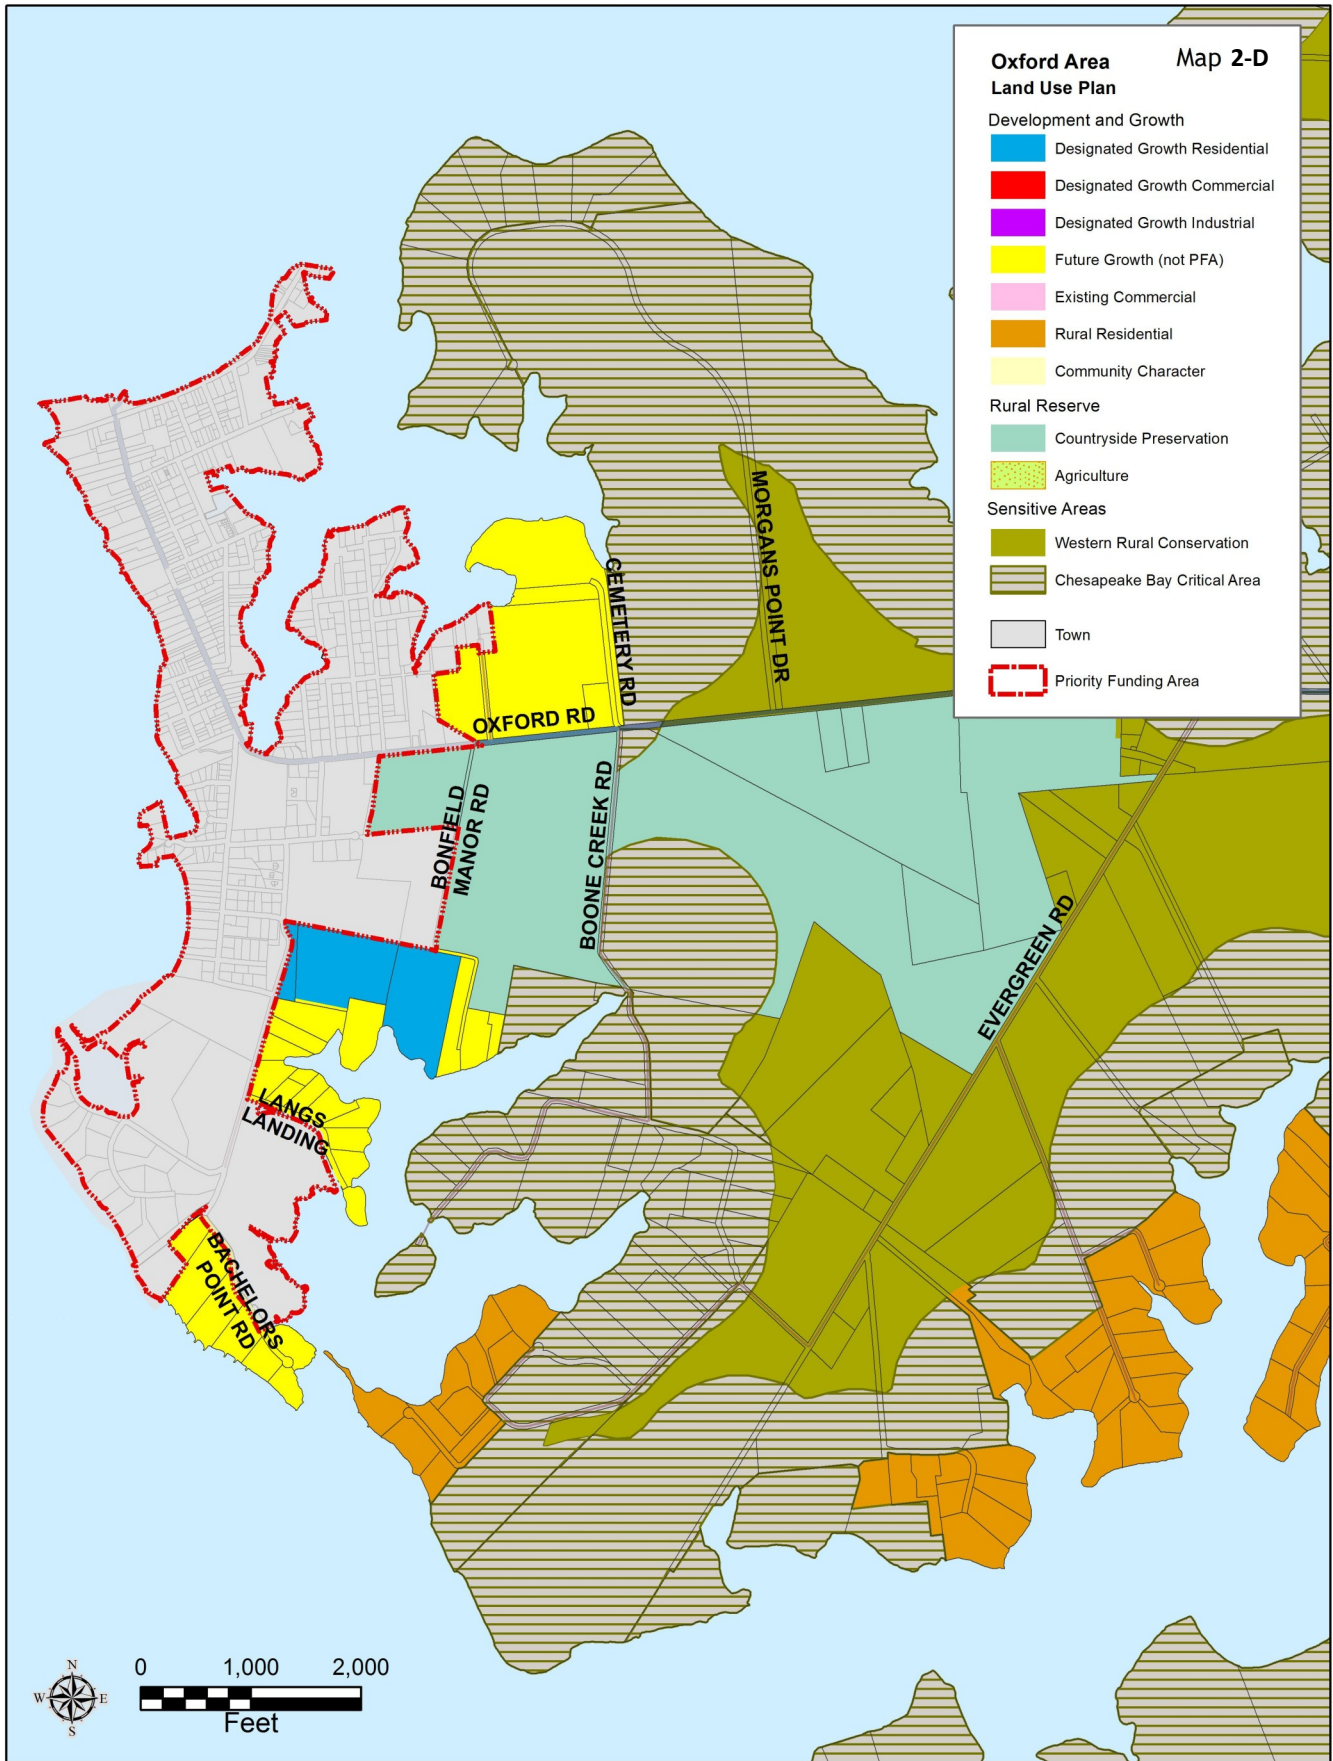 Oxford Area Map 2-D
Land Use Plan
Development and Growth
Designated Growth Residential
Designated Growth Commercial
Designated Growth Industrial
Future Growth (not PFA)
Existing Commercial
Rural Residential
Community Character
Rural Reserve
Countryside Preservation
Agriculture
Sensitive Areas
Western Rural Conservation
Chesapeake Bay Critical Area
Town
Priority Funding Area
MORGANS POINT DR
CEMETERY RD
OXFORD RD
BONFIELD
MANOR RD
BOONE CREEK RD
EVERGREEN RD
LANGS
LANDING
BACHELORS
POINT RD
N
W E
S
0 1,000 2,000
Feet